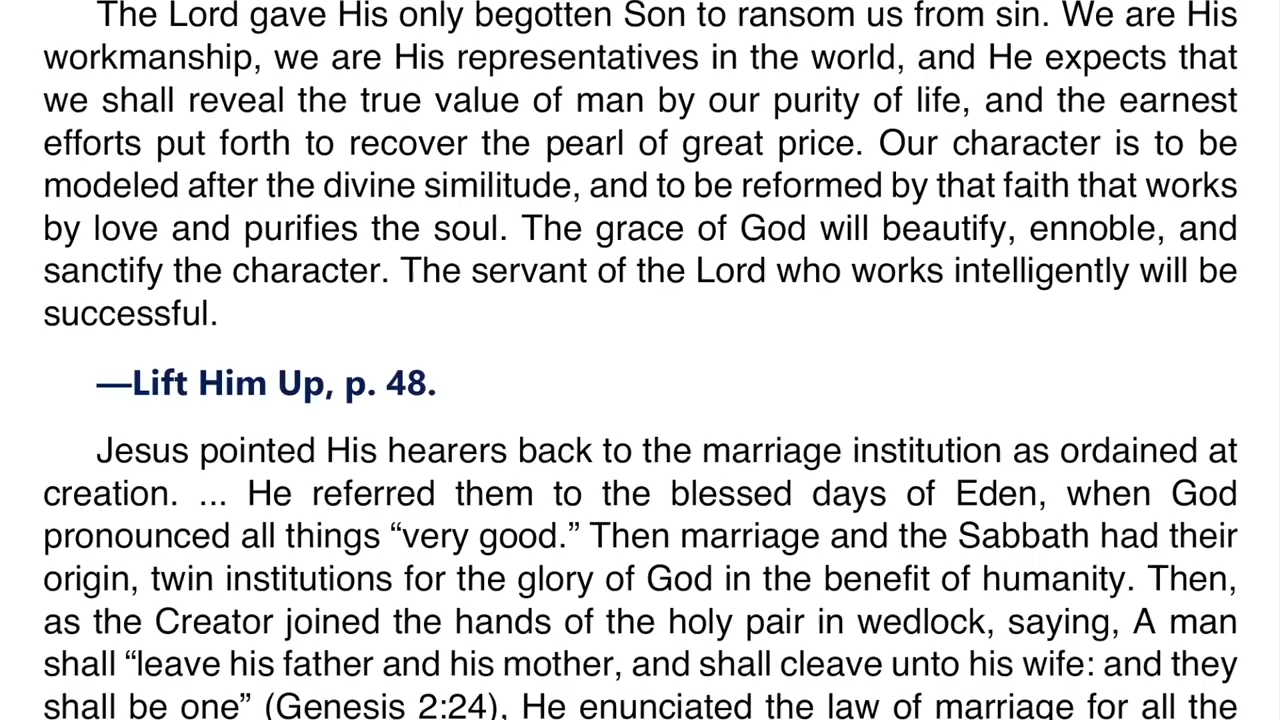 The Lord gave His only begotten Son to ransom us from sin. We are His
workmanship, we are His representatives in the world, and He expects that
we shall reveal the true value of man by our purity of life, and the earnest
efforts put forth to recover the pearl of great price. Our character is to be
modeled after the divine similitude, and to be reformed by that faith that works
by love and purifies the soul. The grace of God will beautify, ennoble, and
sanctify the character. The servant of the Lord who works intelligently will be
successful.
—Lift Him Up, p. 48.
Jesus pointed His hearers back to the marriage institution as ordained at
creation. ... He referred them to the blessed days of Eden, when God
pronounced all things “very good.” Then marriage and the Sabbath had their
origin, twin institutions for the glory of God in the benefit of humanity. Then,
as the Creator joined the hands of the holy pair in wedlock, saying, A man
shall “leave his father and his mother, and shall cleave unto his wife: and they
shall be one” (Genesis 2:24), He enunciated the law of marriage for all the